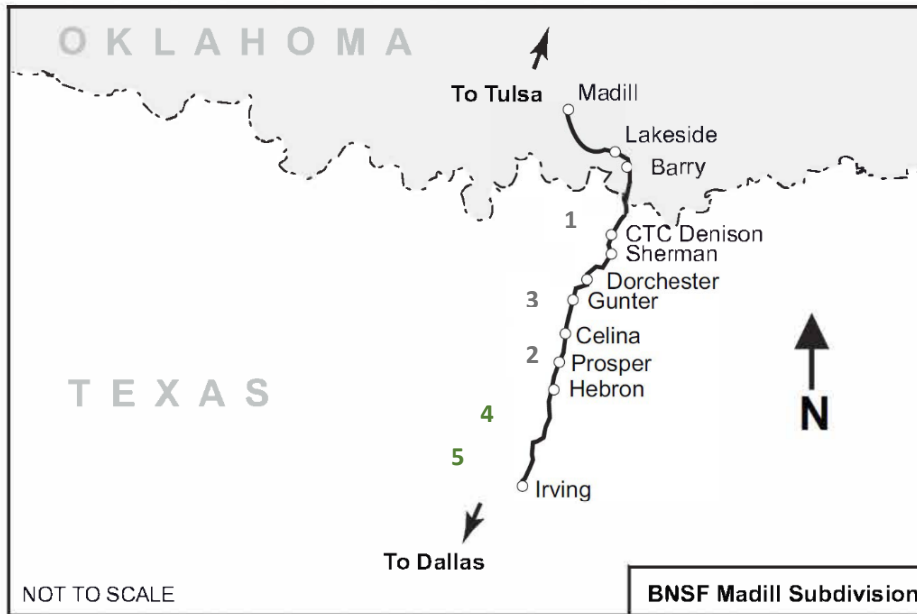 OKLAHOMA
To Tulsa
Madill
Lakeside
Barry
1
CTC Denison
Sherman
Dorchester
3
Gunter
Celina
2
Prosper
Hebron
TEXAS
4
N
5
Irving
To Dallas
NOT TO SCALE
BNSF Madill Subdivision